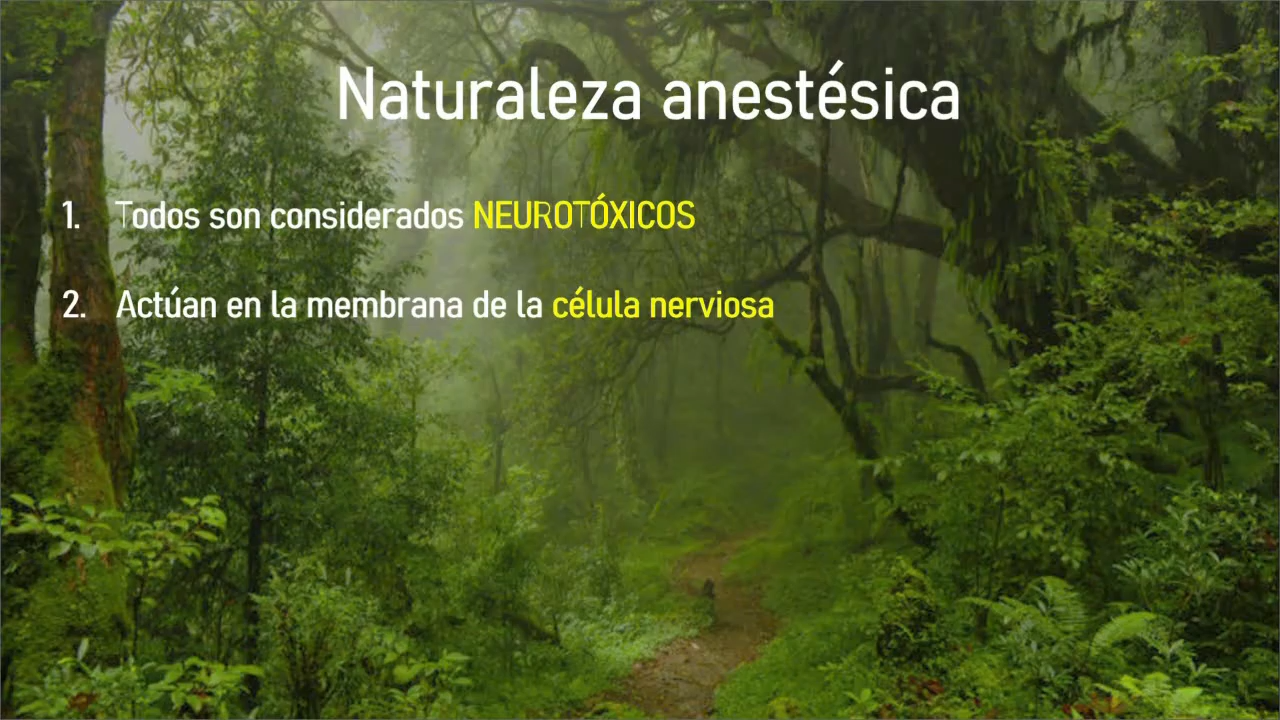 Naturaleza anestésica
1. Todos son considerados NEUROTÓXICOS
2. Actúan en la membrana de la célula nerviosa